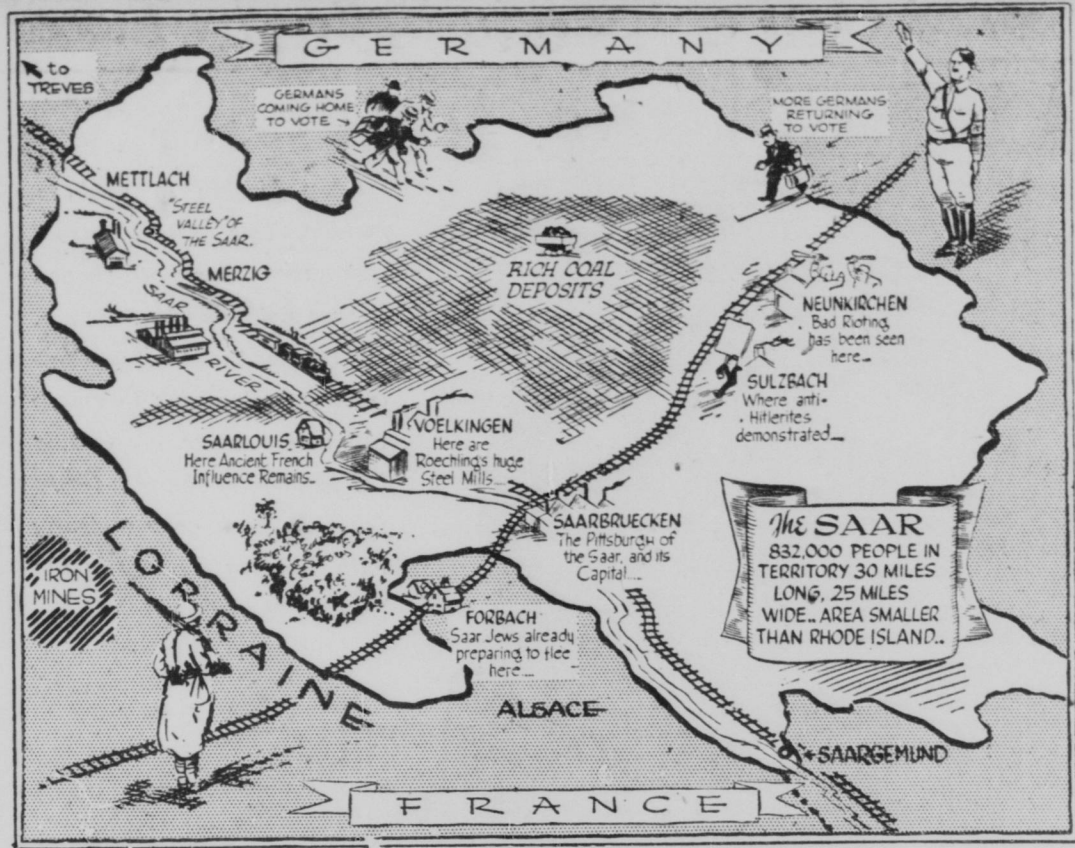 GERMANY
to
TREVES
GERMANS
COMING HOME
TO VOTE
MORE GERMANS
RETURNING
TO VOTE
METTLACH
"STEEL
VALLEY" OF
THE SAAR.
MERZIG
SAAR
RIVER
RICH COAL
DEPOSITS
NEUNKIRCHEN
Bad Rioting
has been seen
here...
SULZBACH
Where anti-
Hitlerites
demonstrated...
SAARLOUIS
Here Ancient French
Influence Remains...
VOELKINGEN
Here are
Roechling's huge
Steel Mills...
SAARBRUECKEN
The Pittsburgh of
the Saar, and its
Capital....
The SAAR
832,000 PEOPLE IN
TERRITORY 30 MILES
LONG, 25 MILES
WIDE.. AREA SMALLER
THAN RHODE ISLAND..
LORRAINE
IRON
MINES
FORBACH
Saar Jews already
preparing to flee
here....
ALSACE
SAARGEMUND
FRANCE